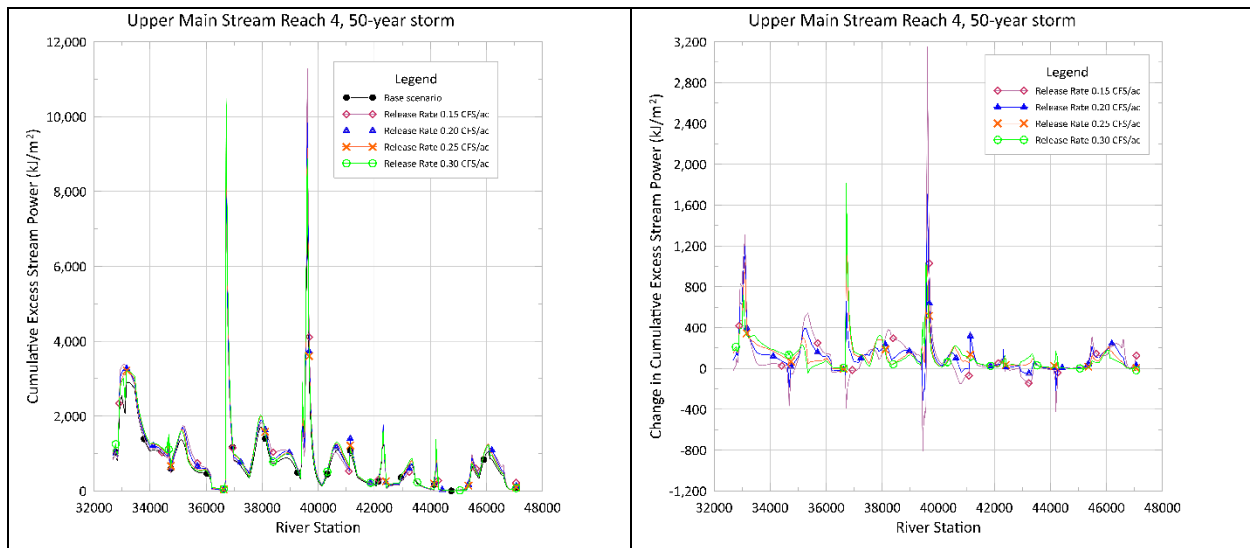 Upper Main Stream Reach 4, 50-year storm
12,000
10,000
8,000
6,000
4,000
2,000
0
Cumulative Excess Stream Power (kJ/m²)
Legend
Base scenario
Release Rate 0.15 CFS/ac
Release Rate 0.20 CFS/ac
Release Rate 0.25 CFS/ac
Release Rate 0.30 CFS/ac
32000 34000 36000 38000 40000 42000 44000 46000 48000
River Station
Upper Main Stream Reach 4, 50-year storm
3,200
2,800
2,400
2,000
1,600
1,200
800
400
0
-400
-800
-1,200
Change in Cumulative Excess Stream Power (kJ/m²)
Legend
Release Rate 0.15 CFS/ac
Release Rate 0.20 CFS/ac
Release Rate 0.25 CFS/ac
Release Rate 0.30 CFS/ac
32000 34000 36000 38000 40000 42000 44000 46000 48000
River Station